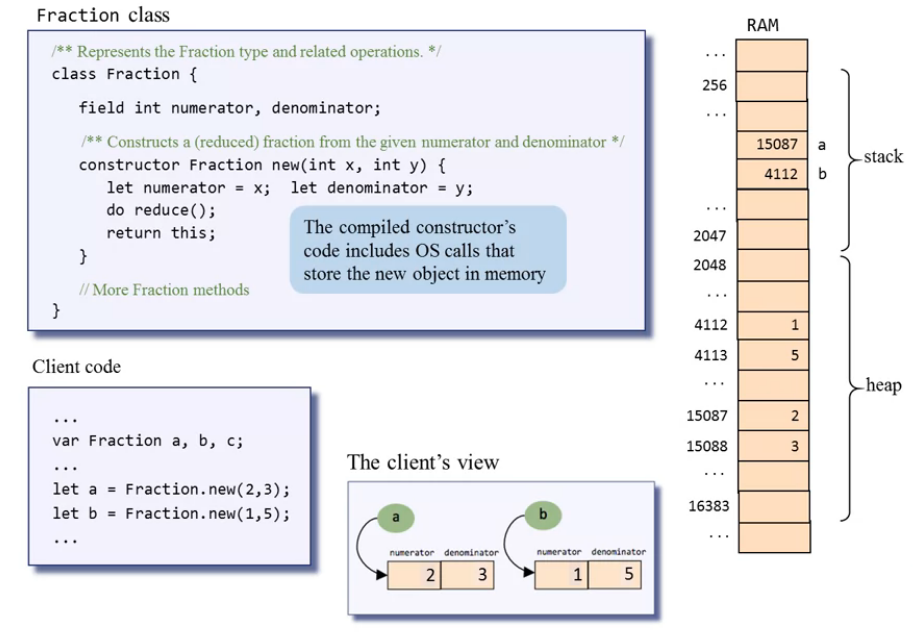 Fraction class
/** Represents the Fraction type and related operations. */
class Fraction {
field int numerator, denominator;
/** Constructs a (reduced) fraction from the given numerator and denominator */
constructor Fraction new(int x, int y) {
let numerator = x;  let denominator = y;
do reduce();
return this;
}
// More Fraction methods
}
The compiled constructor's
code includes OS calls that
store the new object in memory
Client code
...
var Fraction a, b, c;
...
let a = Fraction.new(2,3);
let b = Fraction.new(1,5);
...
The client's view
a
numerator denominator
2 3
b
numerator denominator
1 5
RAM
...
256
...
15087 a
4112 b
...
2047
2048
...
4112 1
4113 5
...
15087 2
15088 3
...
16383
...
stack
heap